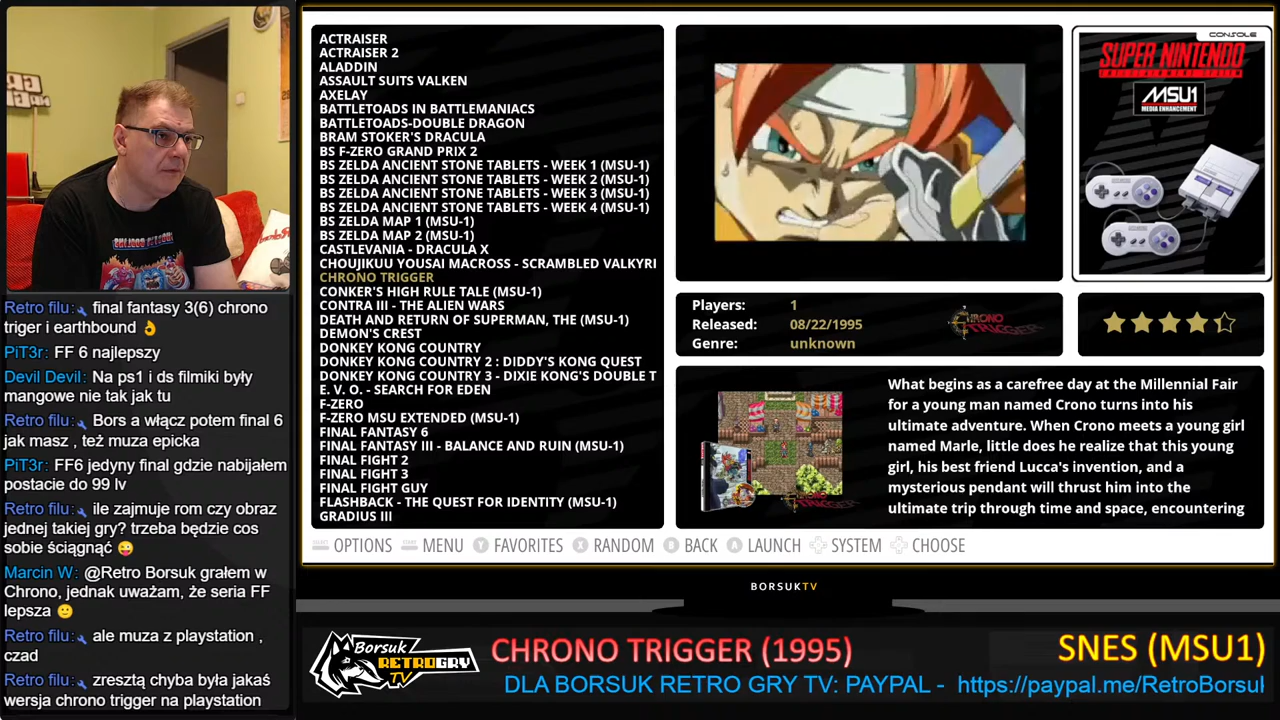 ACTRAISER
ACTRAISER 2
ALADDIN
ASSAULT SUITS VALKEN
AXELAY
BATTLETOADS IN BATTLEMANIACS
BATTLETOADS-DOUBLE DRAGON
BRAM STOKER'S DRACULA
BS F-ZERO GRAND PRIX 2
BS ZELDA ANCIENT STONE TABLETS - WEEK 1 (MSU-1)
BS ZELDA ANCIENT STONE TABLETS - WEEK 2 (MSU-1)
BS ZELDA ANCIENT STONE TABLETS - WEEK 3 (MSU-1)
BS ZELDA ANCIENT STONE TABLETS - WEEK 4 (MSU-1)
BS ZELDA MAP 1 (MSU-1)
BS ZELDA MAP 2 (MSU-1)
CASTLEVANIA - DRACULA X
CHOUJIKUU YOUSAI MACROSS - SCRAMBLED VALKYRI
CHRONO TRIGGER
CONKER'S HIGH RULE TALE (MSU-1)
CONTRA III - THE ALIEN WARS
DEATH AND RETURN OF SUPERMAN, THE (MSU-1)
DEMON'S CREST
DONKEY KONG COUNTRY
DONKEY KONG COUNTRY 2 : DIDDY'S KONG QUEST
DONKEY KONG COUNTRY 3 - DIXIE KONG'S DOUBLE T
E. V. O. - SEARCH FOR EDEN
F-ZERO
F-ZERO MSU EXTENDED (MSU-1)
FINAL FANTASY 6
FINAL FANTASY III - BALANCE AND RUIN (MSU-1)
FINAL FIGHT 2
FINAL FIGHT 3
FINAL FIGHT GUY
FLASHBACK - THE QUEST FOR IDENTITY (MSU-1)
GRADIUS III
CONSOLE
SUPER NINTENDO
ENTERTAINMENT SYSTEM
MSU1
MEDIA ENHANCEMENT
Players: 1
Released: 08/22/1995
Genre: unknown
CHRONO
TRIGGER
What begins as a carefree day at the Millennial Fair
for a young man named Crono turns into his
ultimate adventure. When Crono meets a young girl
named Marle, little does he realize that this young
girl, his best friend Lucca's invention, and a
mysterious pendant will thrust him into the
ultimate trip through time and space, encountering
OPTIONS MENU Y FAVORITES X RANDOM B BACK A LAUNCH SYSTEM CHOOSE
Retro filu: final fantasy 3(6) chrono
triger i earthbound 👌
PiT3r: FF 6 najlepszy
Devil Devil: Na ps1 i ds filmiki były
mangowe nie tak jak tu
Retro filu: Bors a włącz potem final 6
jak masz , też muza epicka
PiT3r: FF6 jedyny final gdzie nabijałem
postacie do 99 lv
Retro filu: ile zajmuje rom czy obraz
jednej takiej gry? trzeba będzie cos
sobie ściągnąć 😜
Marcin W: @Retro Borsuk grałem w
Chrono, jednak uważam, że seria FF
lepsza 🙂
Retro filu: ale muza z playstation ,
czad
Retro filu: zresztą chyba była jakaś
wersja chrono trigger na playstation
BORSUKTV
Borsuk
RETROGRY
TV
CHRONO TRIGGER (1995)
SNES (MSU1)
DLA BORSUK RETRO GRY TV: PAYPAL - https://paypal.me/RetroBorsuk